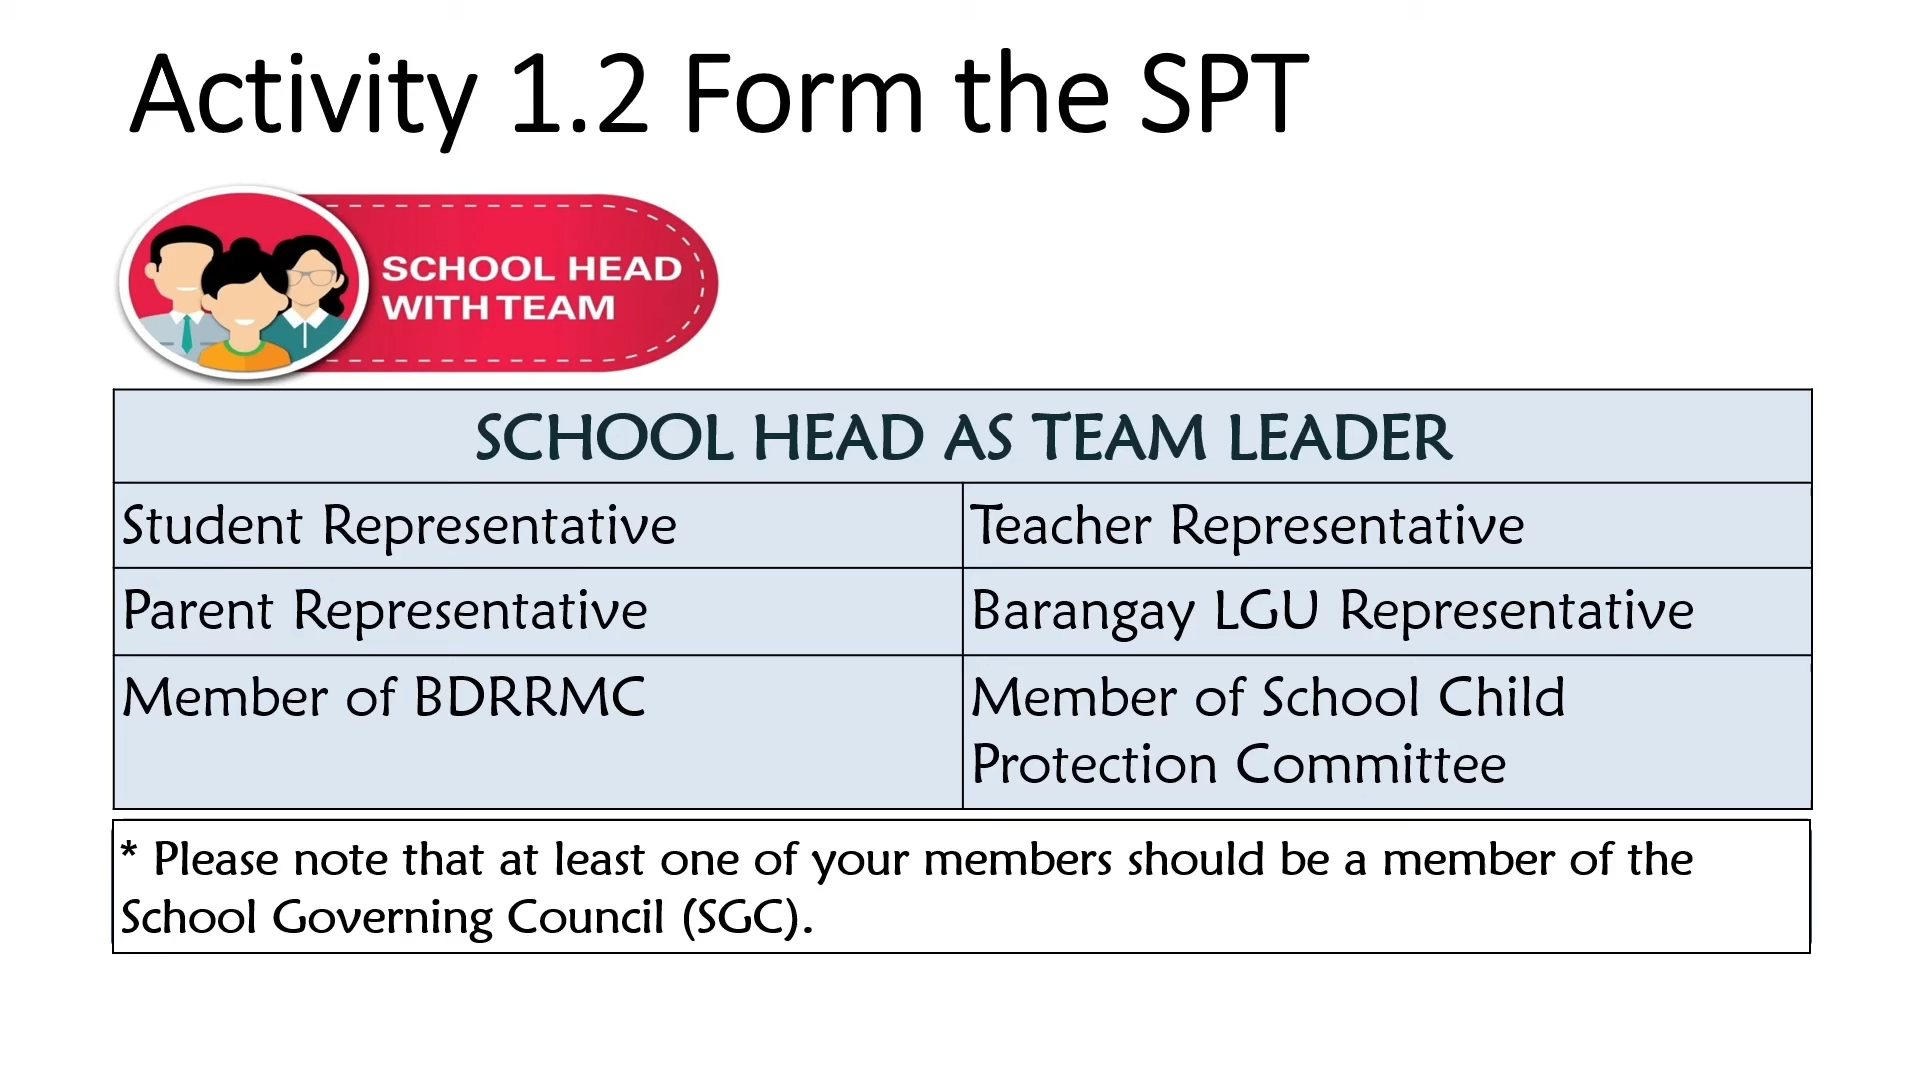 Activity 1.2 Form the SPT
SCHOOL HEAD
WITH TEAM
SCHOOL HEAD AS TEAM LEADER
Student Representative
Teacher Representative
Parent Representative
Barangay LGU Representative
Member of BDRRMC
Member of School Child
Protection Committee
* Please note that at least one of your members should be a member of the
School Governing Council (SGC).